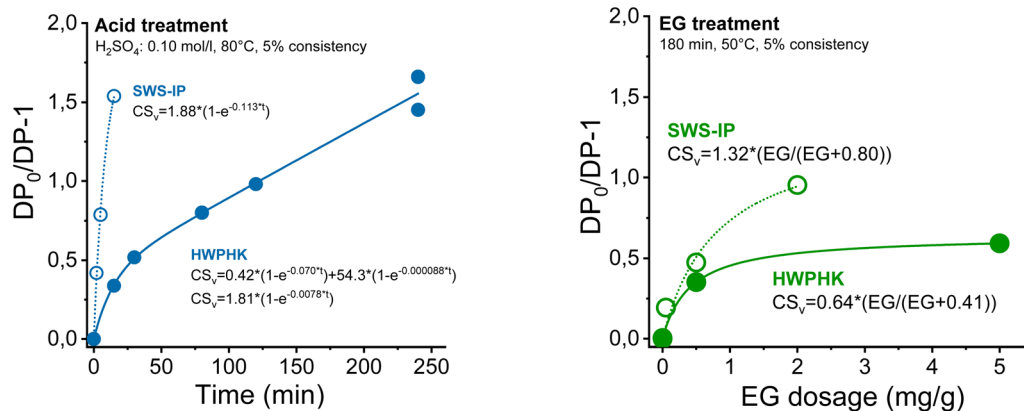 Acid treatment
H₂SO₄: 0.10 mol/l, 80°C, 5% consistency
SWS-IP
CSᵥ=1.88*(1-e⁻⁰·¹¹³*ᵗ)
HWPHK
CSᵥ=0.42*(1-e⁻⁰·⁰⁷⁰*ᵗ)+54.3*(1-e⁻⁰·⁰⁰⁰⁰⁸⁸*ᵗ)
CSᵥ=1.81*(1-e⁻⁰·⁰⁰⁷⁸*ᵗ)
DP₀/DP-1
2,0
1,5
1,0
0,5
0,0
0 50 100 150 200 250
Time (min)
EG treatment
180 min, 50°C, 5% consistency
SWS-IP
CSᵥ=1.32*(EG/(EG+0.80))
HWPHK
CSᵥ=0.64*(EG/(EG+0.41))
DP₀/DP-1
2,0
1,5
1,0
0,5
0,0
0 1 2 3 4 5
EG dosage (mg/g)